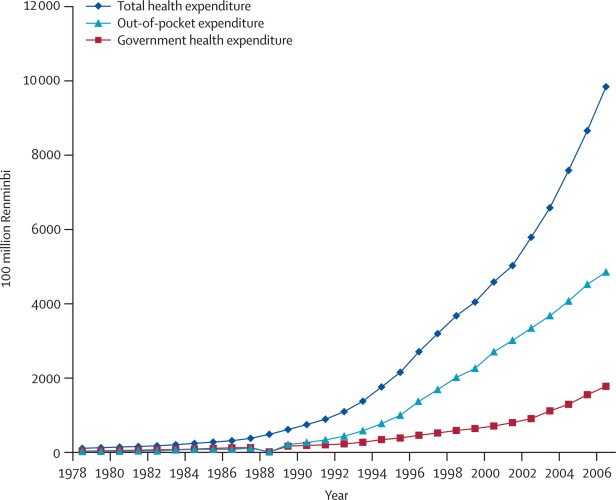 12000
Total health expenditure
Out-of-pocket expenditure
Government health expenditure
10000
8000
6000
4000
2000
0
100 million Renminbi
1978 1980 1982 1984 1986 1988 1990 1992 1994 1996 1998 2000 2002 2004 2006
Year